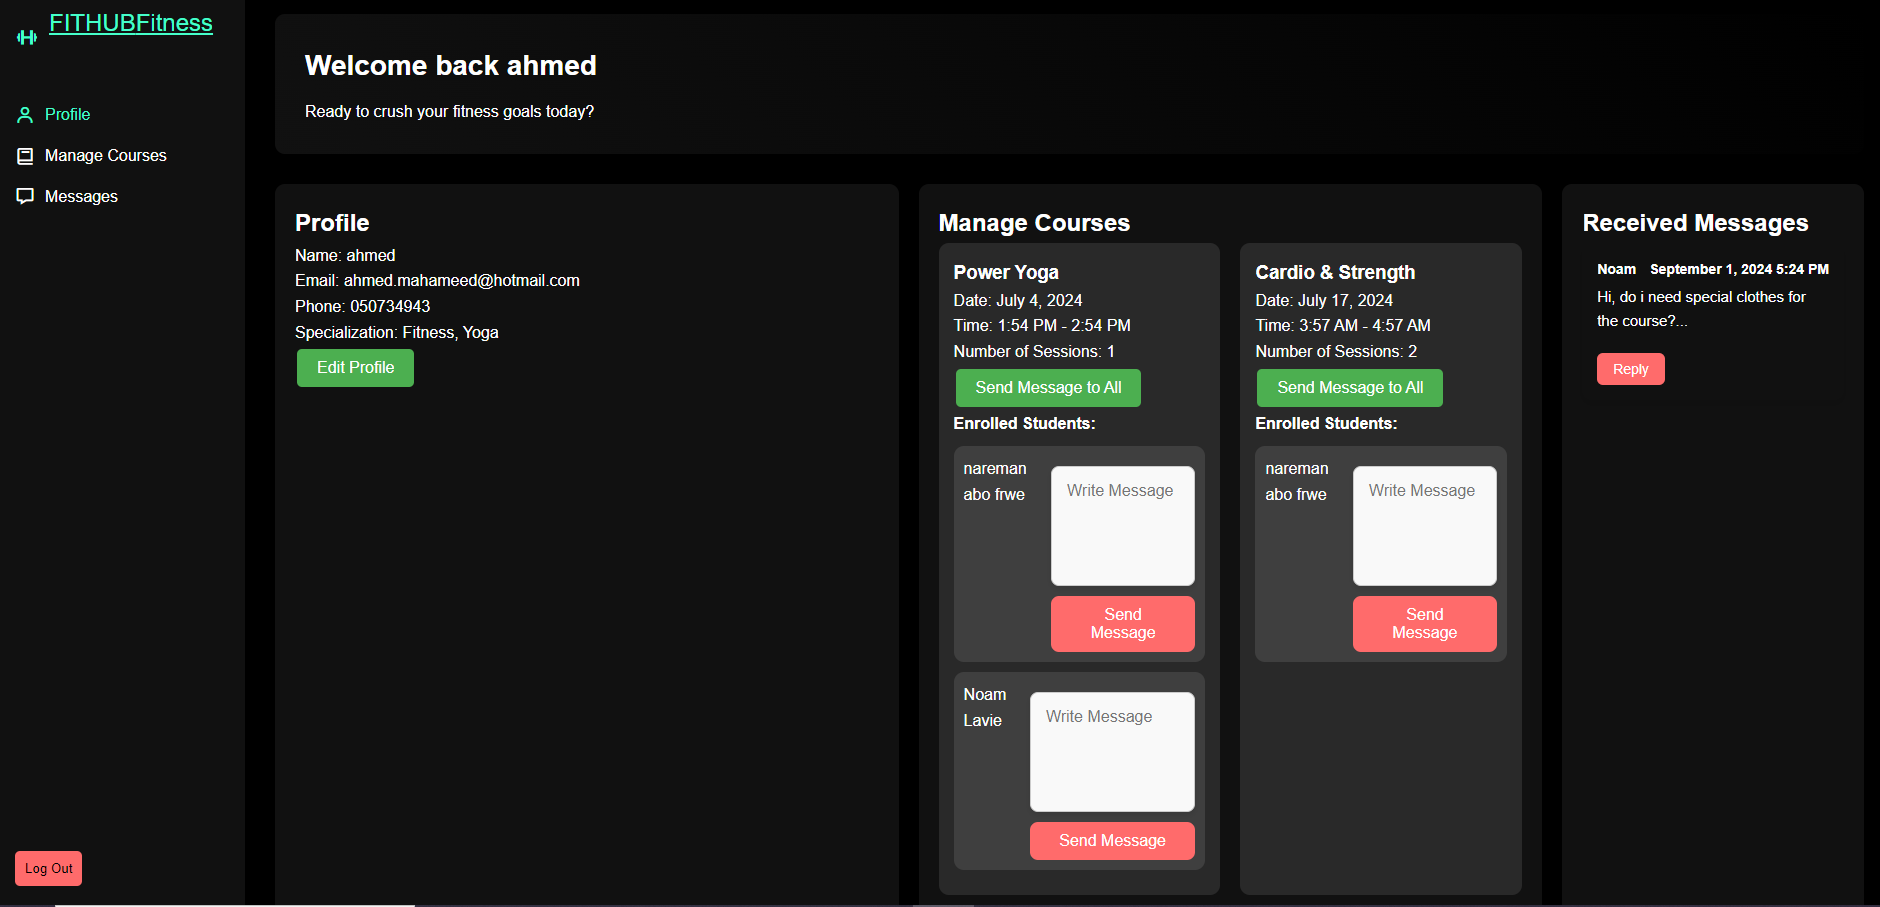 FITHUBFitness
Profile
Manage Courses
Messages
Log Out
Welcome back ahmed
Ready to crush your fitness goals today?
Profile
Name: ahmed
Email: ahmed.mahameed@hotmail.com
Phone: 050734943
Specialization: Fitness, Yoga
Edit Profile
Manage Courses
Power Yoga
Date: July 4, 2024
Time: 1:54 PM - 2:54 PM
Number of Sessions: 1
Send Message to All
Enrolled Students:
nareman
abo frwe
Write Message
Send
Message
Noam
Lavie
Write Message
Send Message
Cardio & Strength
Date: July 17, 2024
Time: 3:57 AM - 4:57 AM
Number of Sessions: 2
Send Message to All
Enrolled Students:
nareman
abo frwe
Write Message
Send
Message
Received Messages
Noam September 1, 2024 5:24 PM
Hi, do i need special clothes for
the course?...
Reply